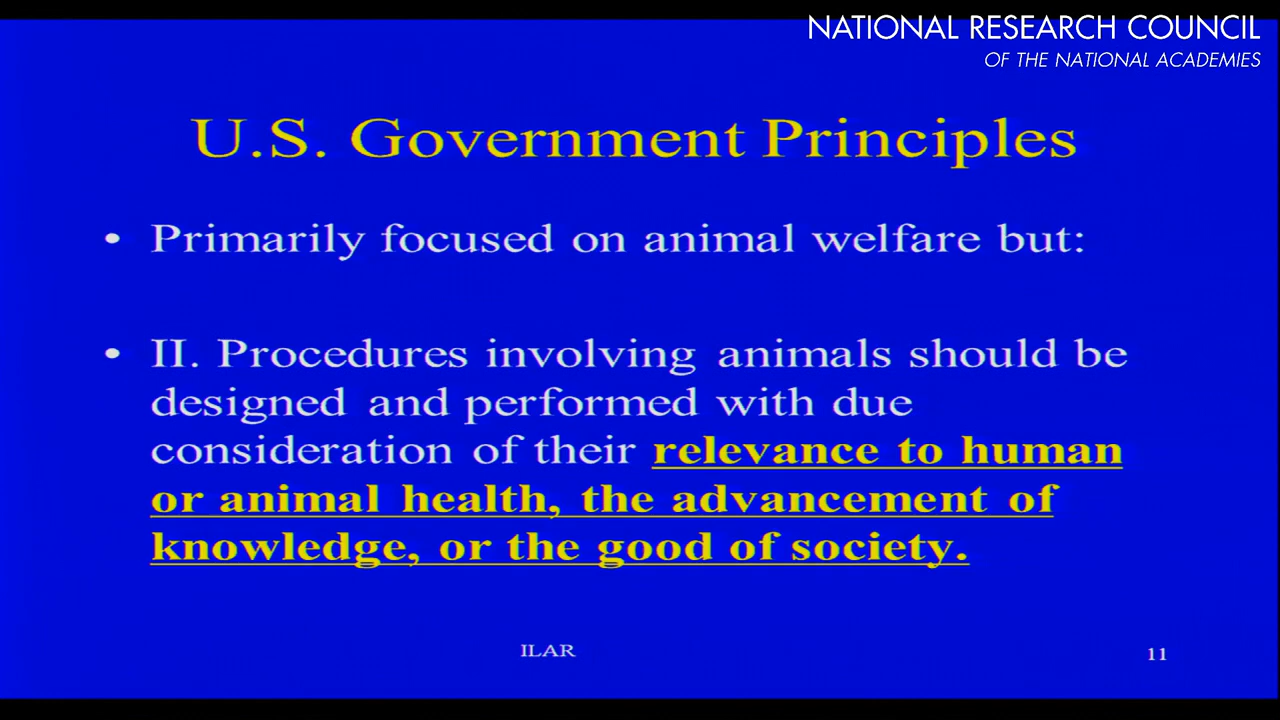 NATIONAL RESEARCH COUNCIL
OF THE NATIONAL ACADEMIES
U.S. Government Principles
• Primarily focused on animal welfare but:
• II. Procedures involving animals should be
designed and performed with due
consideration of their relevance to human
or animal health, the advancement of
knowledge, or the good of society.
ILAR
11